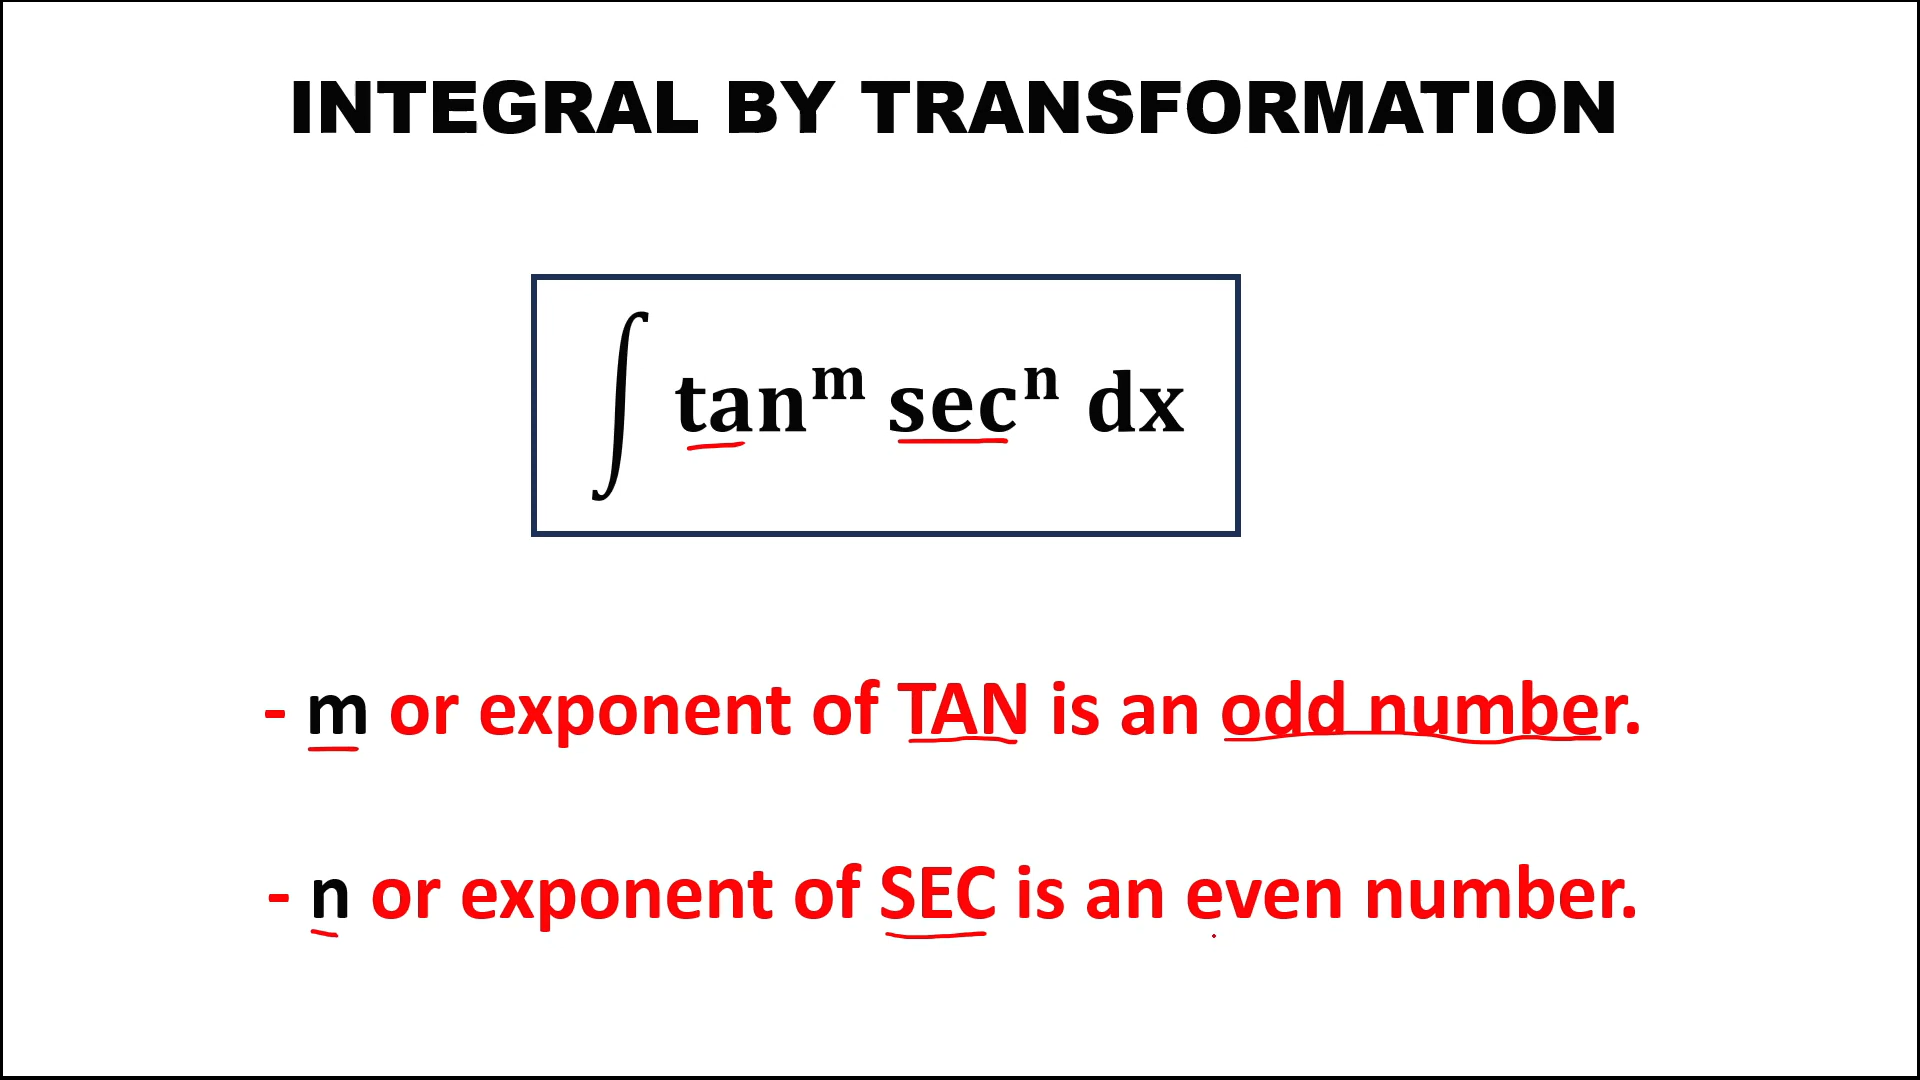 INTEGRAL BY TRANSFORMATION
∫ tanᵐ secⁿ dx
- m or exponent of TAN is an odd number.
- n or exponent of SEC is an even number.